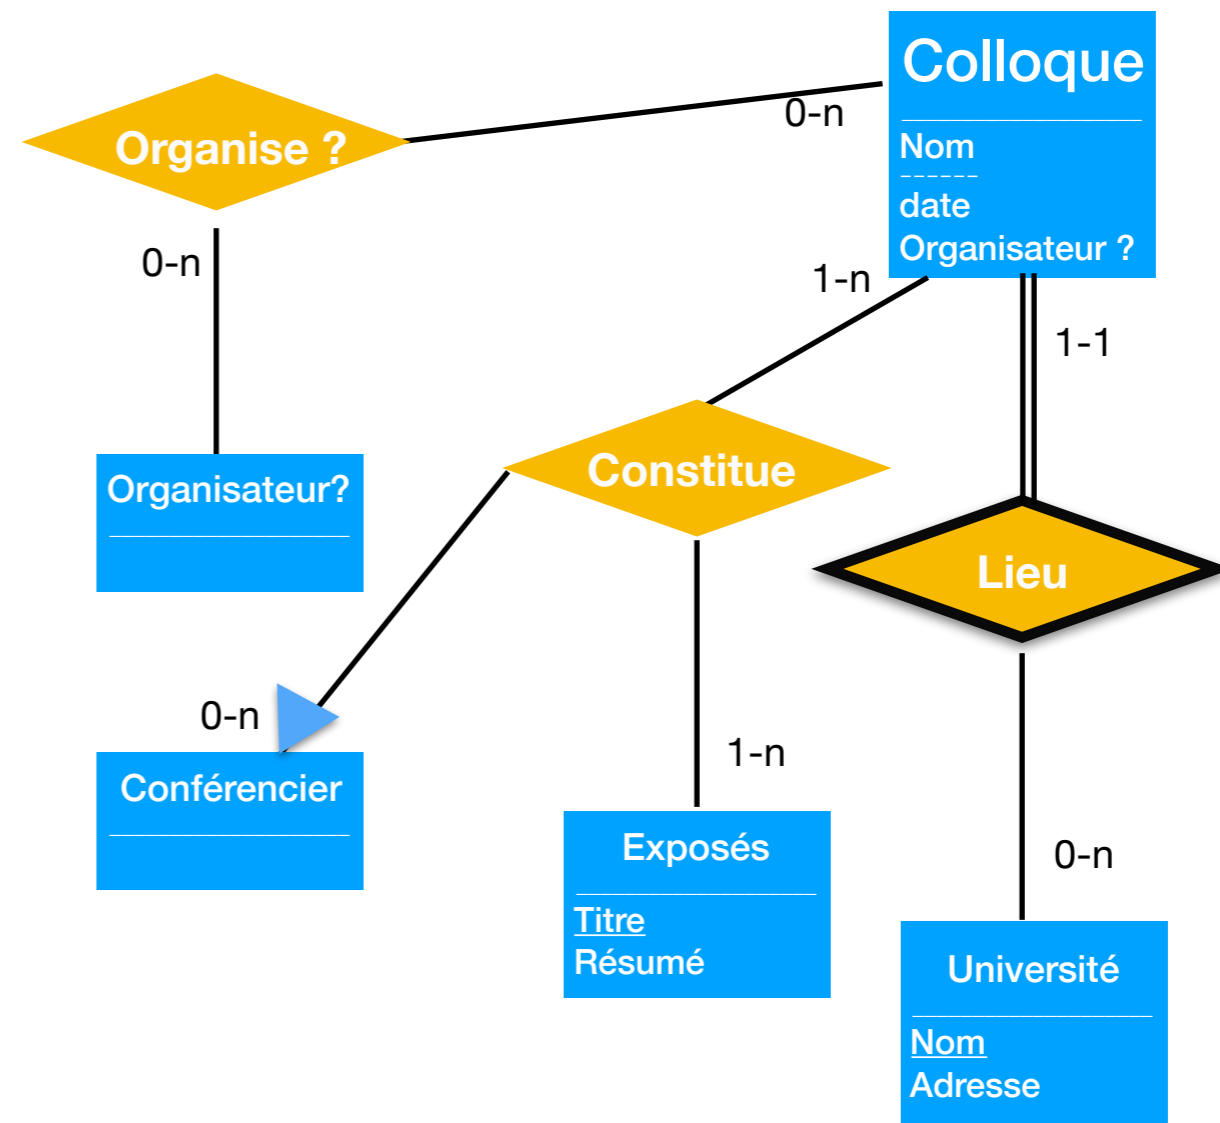 Colloque
Nom
date
Organisateur ?
Organise ?
0-n
0-n
1-n
1-1
Organisateur?
Constitue
Lieu
0-n
Conférencier
1-n
Exposés
Titre
Résumé
0-n
Université
Nom
Adresse